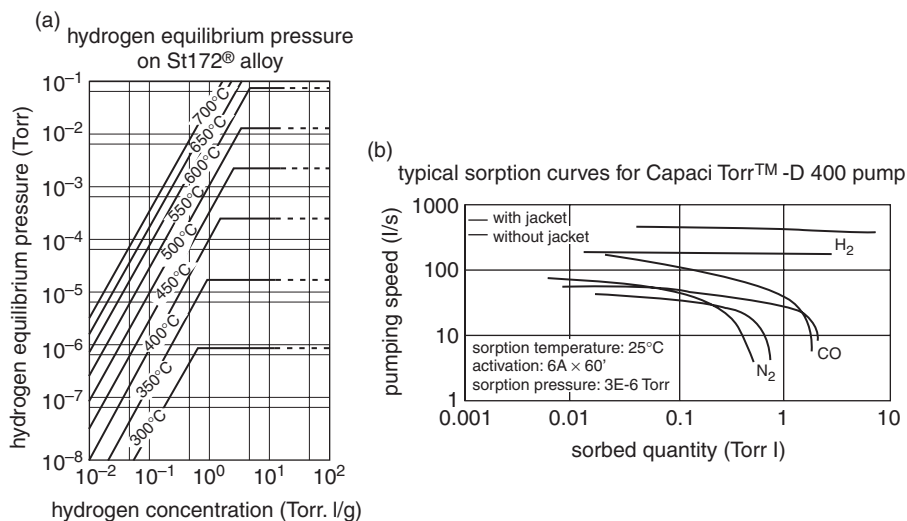 (a)
hydrogen equilibrium pressure
on St172® alloy
hydrogen equilibrium pressure (Torr)
10⁻¹
10⁻²
10⁻³
10⁻⁴
10⁻⁵
10⁻⁶
10⁻⁷
10⁻⁸
700°C
650°C
600°C
550°C
500°C
450°C
400°C
350°C
300°C
10⁻²
10⁻¹
10⁰
10¹
10²
hydrogen concentration (Torr. l/g)
(b)
typical sorption curves for Capaci Torr™ -D 400 pump
pumping speed (l/s)
1000
100
10
1
with jacket
without jacket
H₂
CO
N₂
sorption temperature: 25°C
activation: 6A × 60’
sorption pressure: 3E-6 Torr
0.001
0.01
0.1
1
10
sorbed quantity (Torr l)